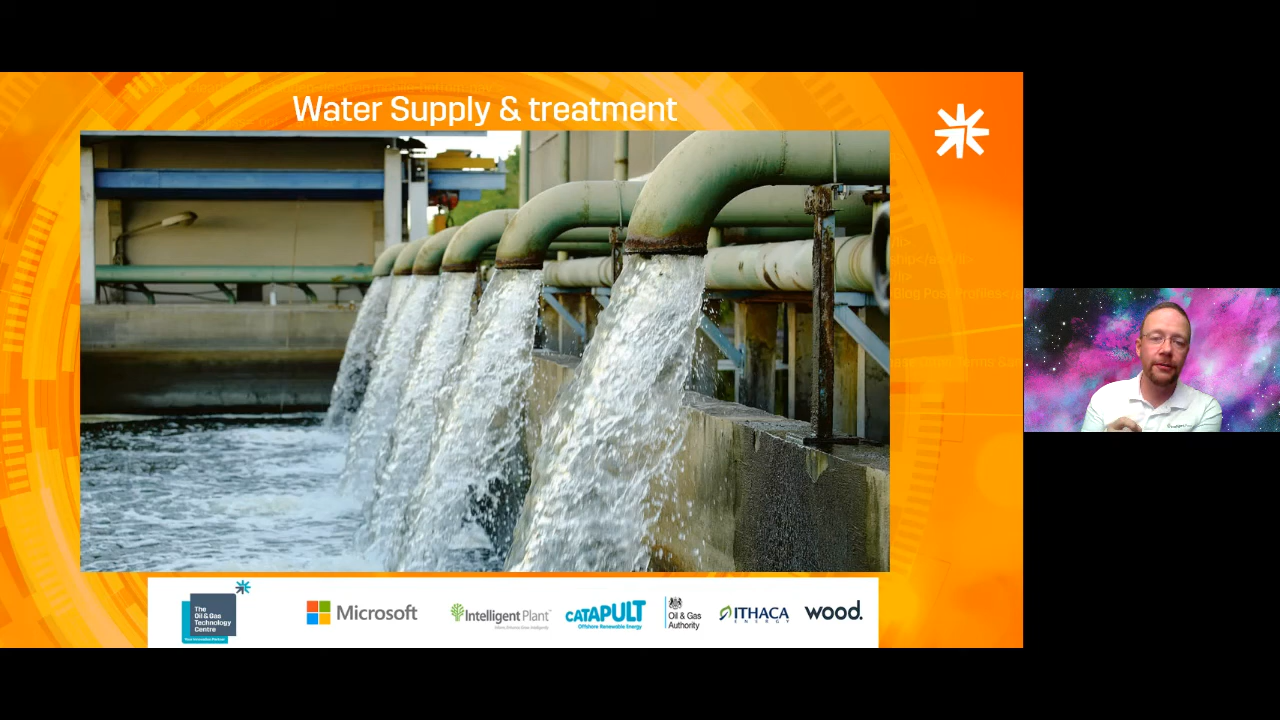 Water Supply & treatment
The
Oil & Gas
Technology
Centre
Microsoft
Intelligent Plant
CATAPULT
Offshore Renewable Energy
Oil & Gas
Authority
ITHACA
ENERGY
wood.